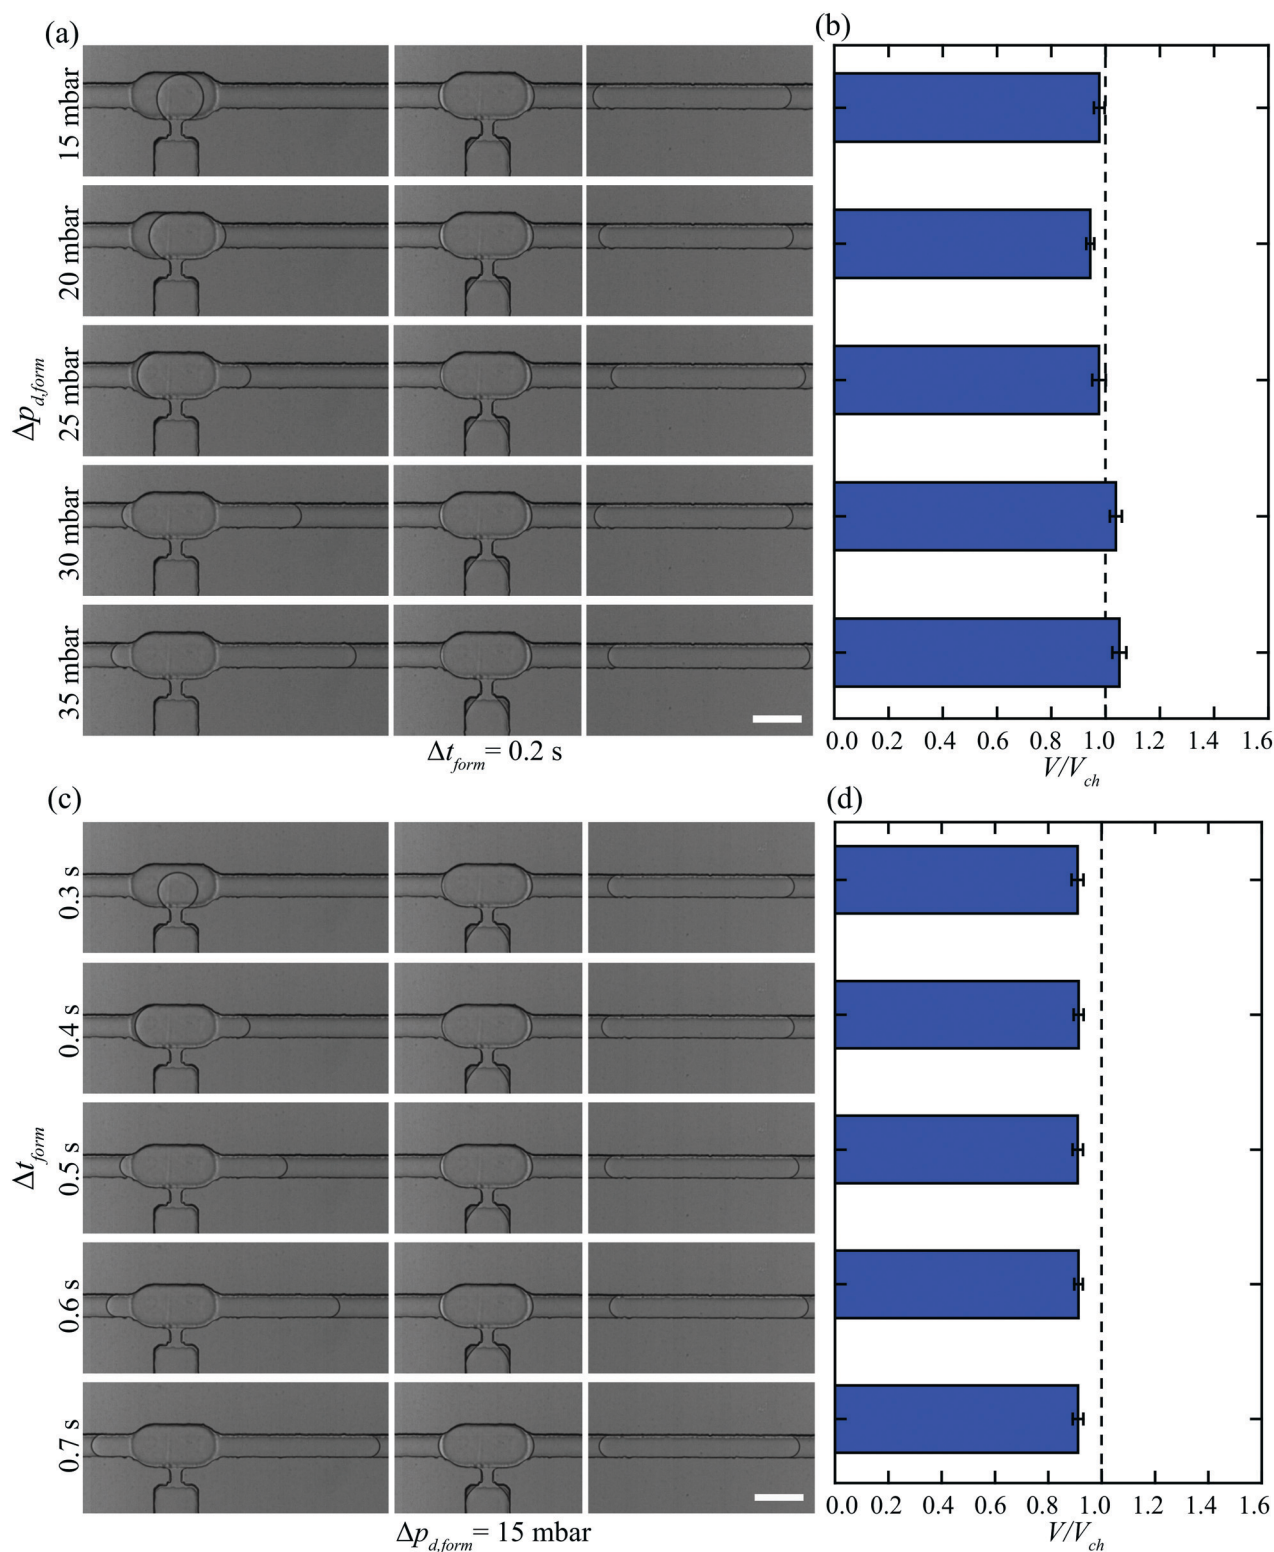 (a)
(b)
15 mbar
20 mbar
25 mbar
30 mbar
35 mbar
Δp_d,form
Δt_form = 0.2 s
0.0 0.2 0.4 0.6 0.8 1.0 1.2 1.4 1.6
V/V_ch
(c)
(d)
0.3 s
0.4 s
0.5 s
0.6 s
0.7 s
Δt_form
Δp_d,form = 15 mbar
0.0 0.2 0.4 0.6 0.8 1.0 1.2 1.4 1.6
V/V_ch